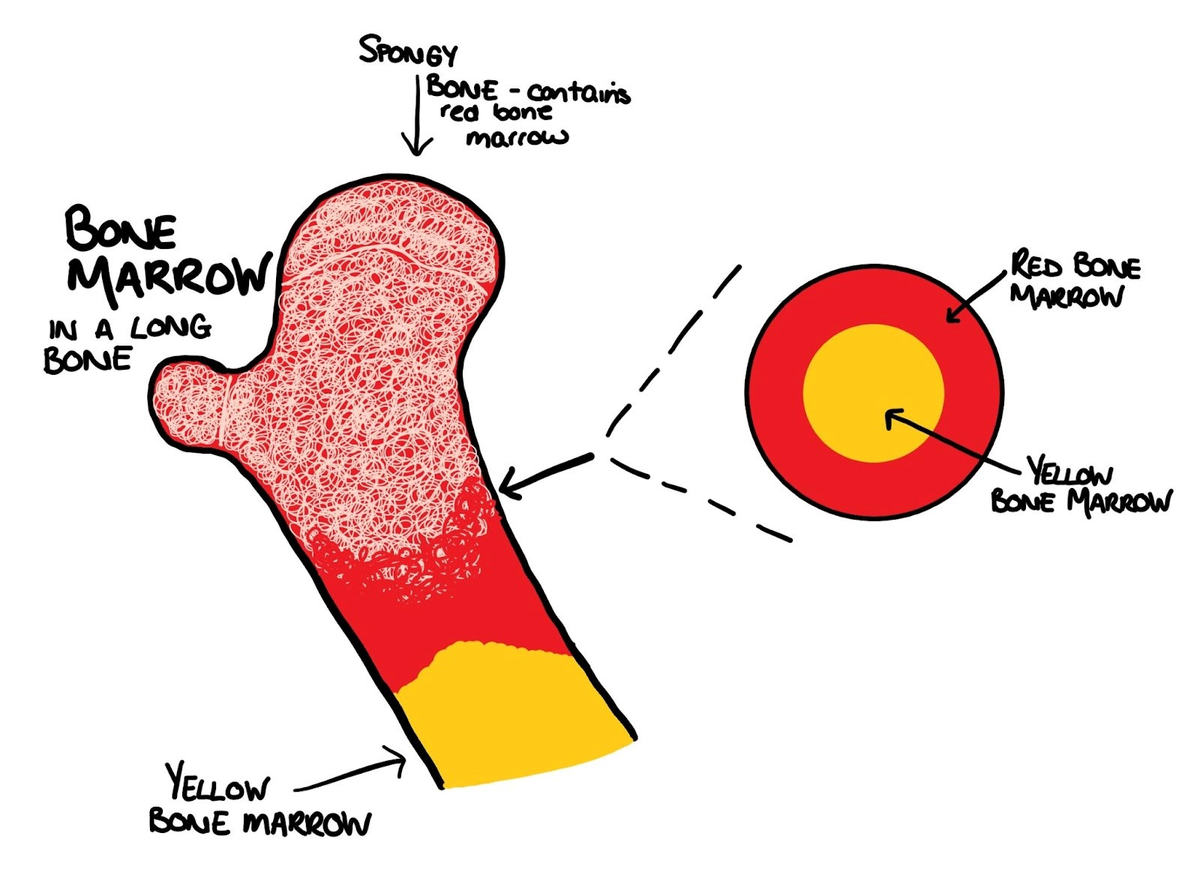 SPONGY
BONE - contains
red bone
marrow
BONE
MARROW
IN A LONG
BONE
RED BONE
MARROW
YELLOW
BONE MARROW
YELLOW
BONE MARROW